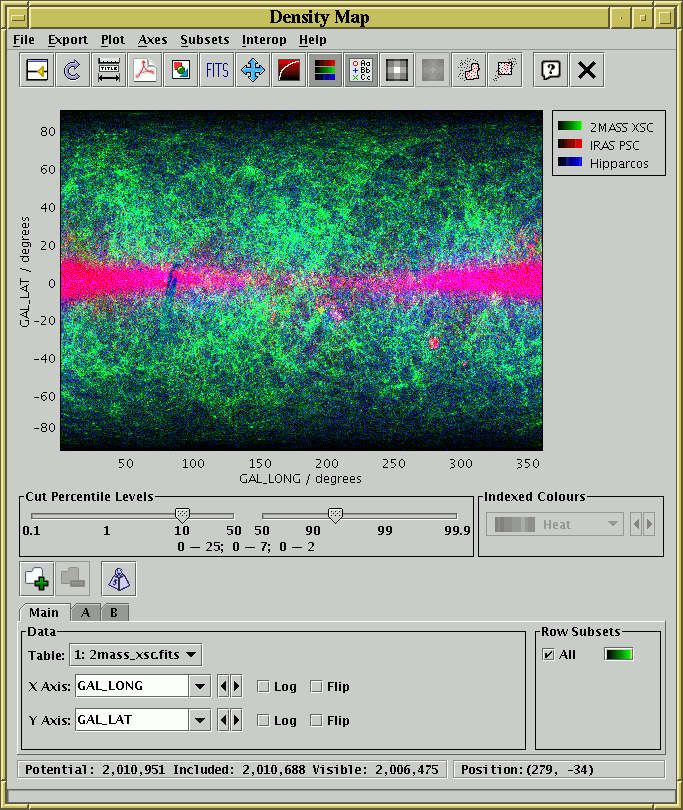 Density Map
File Export Plot Axes Subsets Interop Help
TITLE FITS Aa Bb Cc
2MASS XSC
IRAS PSC
Hipparcos
80
60
40
20
0
-20
-40
-60
-80
GAL_LAT / degrees
50 100 150 200 250 300 350
GAL_LONG / degrees
Cut Percentile Levels
0.1 1 10 50 50 90 99 99.9
0 — 25; 0 — 7; 0 — 2
Indexed Colours
Heat
Main A B
Data
Table: 1: 2mass_xsc.fits
X Axis: GAL_LONG Log Flip
Y Axis: GAL_LAT Log Flip
Row Subsets
All
Potential: 2,010,951 Included: 2,010,688 Visible: 2,006,475
Position:(279, -34)